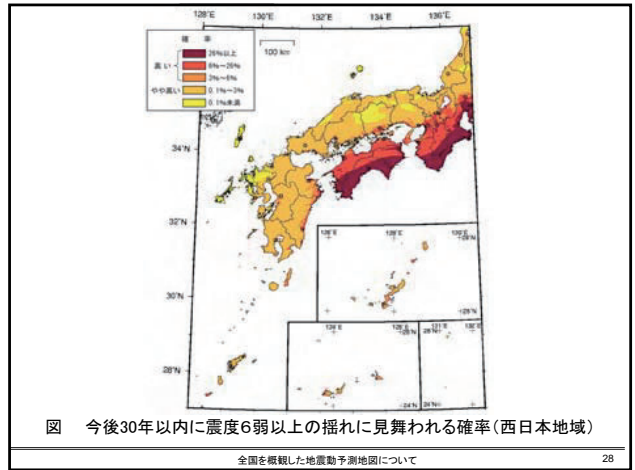 128°E 130°E 132°E 134°E 136°E
確 率
高い
26%以上
6%~26%
3%~6%
やや高い
0.1%~3%
0.1%未満
100 km
34°N
32°N
30°N
28°N
図 今後30年以内に震度6弱以上の揺れに見舞われる確率(西日本地域)
全国を概観した地震動予測地図について
28